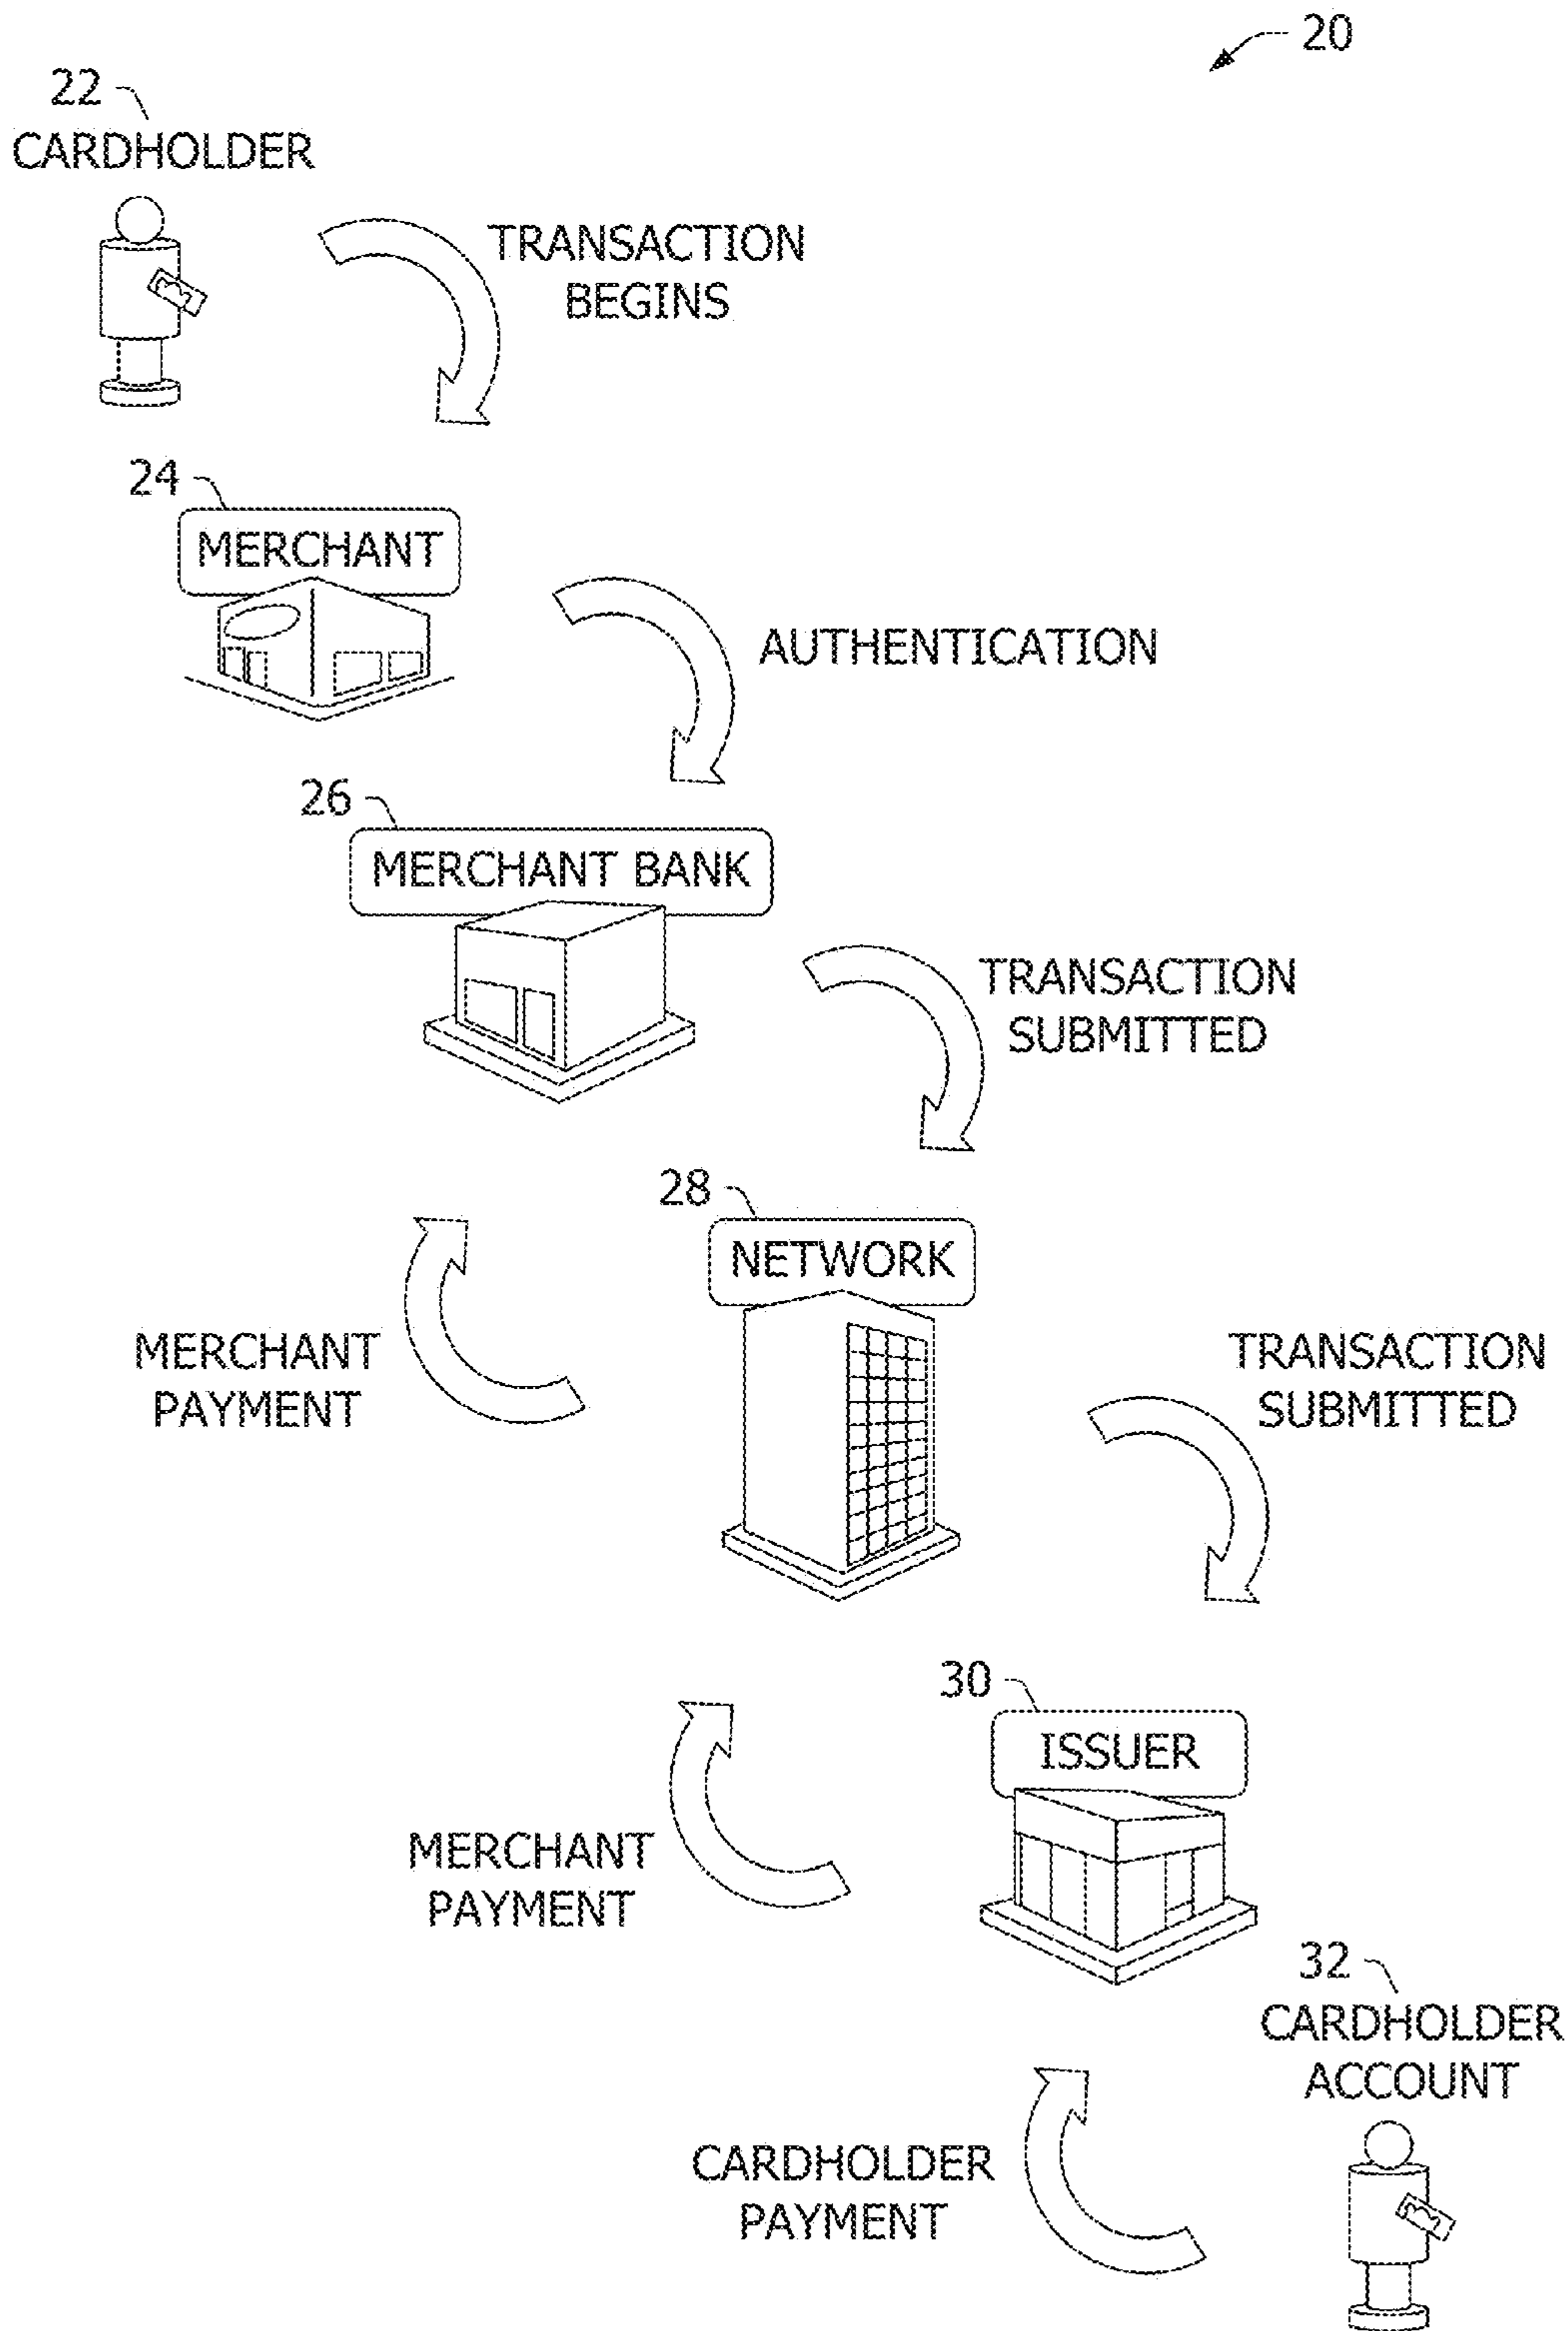 20
22
CARDHOLDER
TRANSACTION
BEGINS
24
MERCHANT
AUTHENTICATION
26
MERCHANT BANK
TRANSACTION
SUBMITTED
28
NETWORK
MERCHANT
PAYMENT
TRANSACTION
SUBMITTED
30
ISSUER
MERCHANT
PAYMENT
32
CARDHOLDER
ACCOUNT
CARDHOLDER
PAYMENT